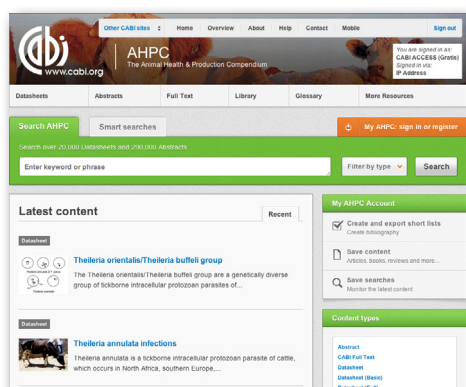 Other CABI sites
Home
Overview
About
Help
Contact
Mobile
Sign out
cabi
www.cabi.org
AHPC
The Animal Health & Production Compendium
You are signed in as:
CABI ACCESS (Gratis)
Signed in via:
IP Address
Datasheets
Abstracts
Full Text
Library
Glossary
More Resources
Search AHPC
Smart searches
My AHPC: sign in or register
Search over 20,000 Datasheets and 290,000 Abstracts
Enter keyword or phrase
Filter by type
Search
Latest content
Recent
Datasheet
Theileria orientalis/Theileria buffeli group
The Theileria orientalis/Theileria buffeli group are a genetically diverse
group of tickborne intracellular protozoan parasites of...
Datasheet
Theileria annulata infections
Theileria annulata is a tickborne intracellular protozoan parasite of cattle,
which occurs in North Africa, southern Europe,...
My AHPC Account
Create and export short lists
Create bibliography
Save content
Articles, books, reviews and more...
Save searches
Monitor the latest content
Content types
Abstract
CABI Full Text
Datasheet
Datasheet (Basic)